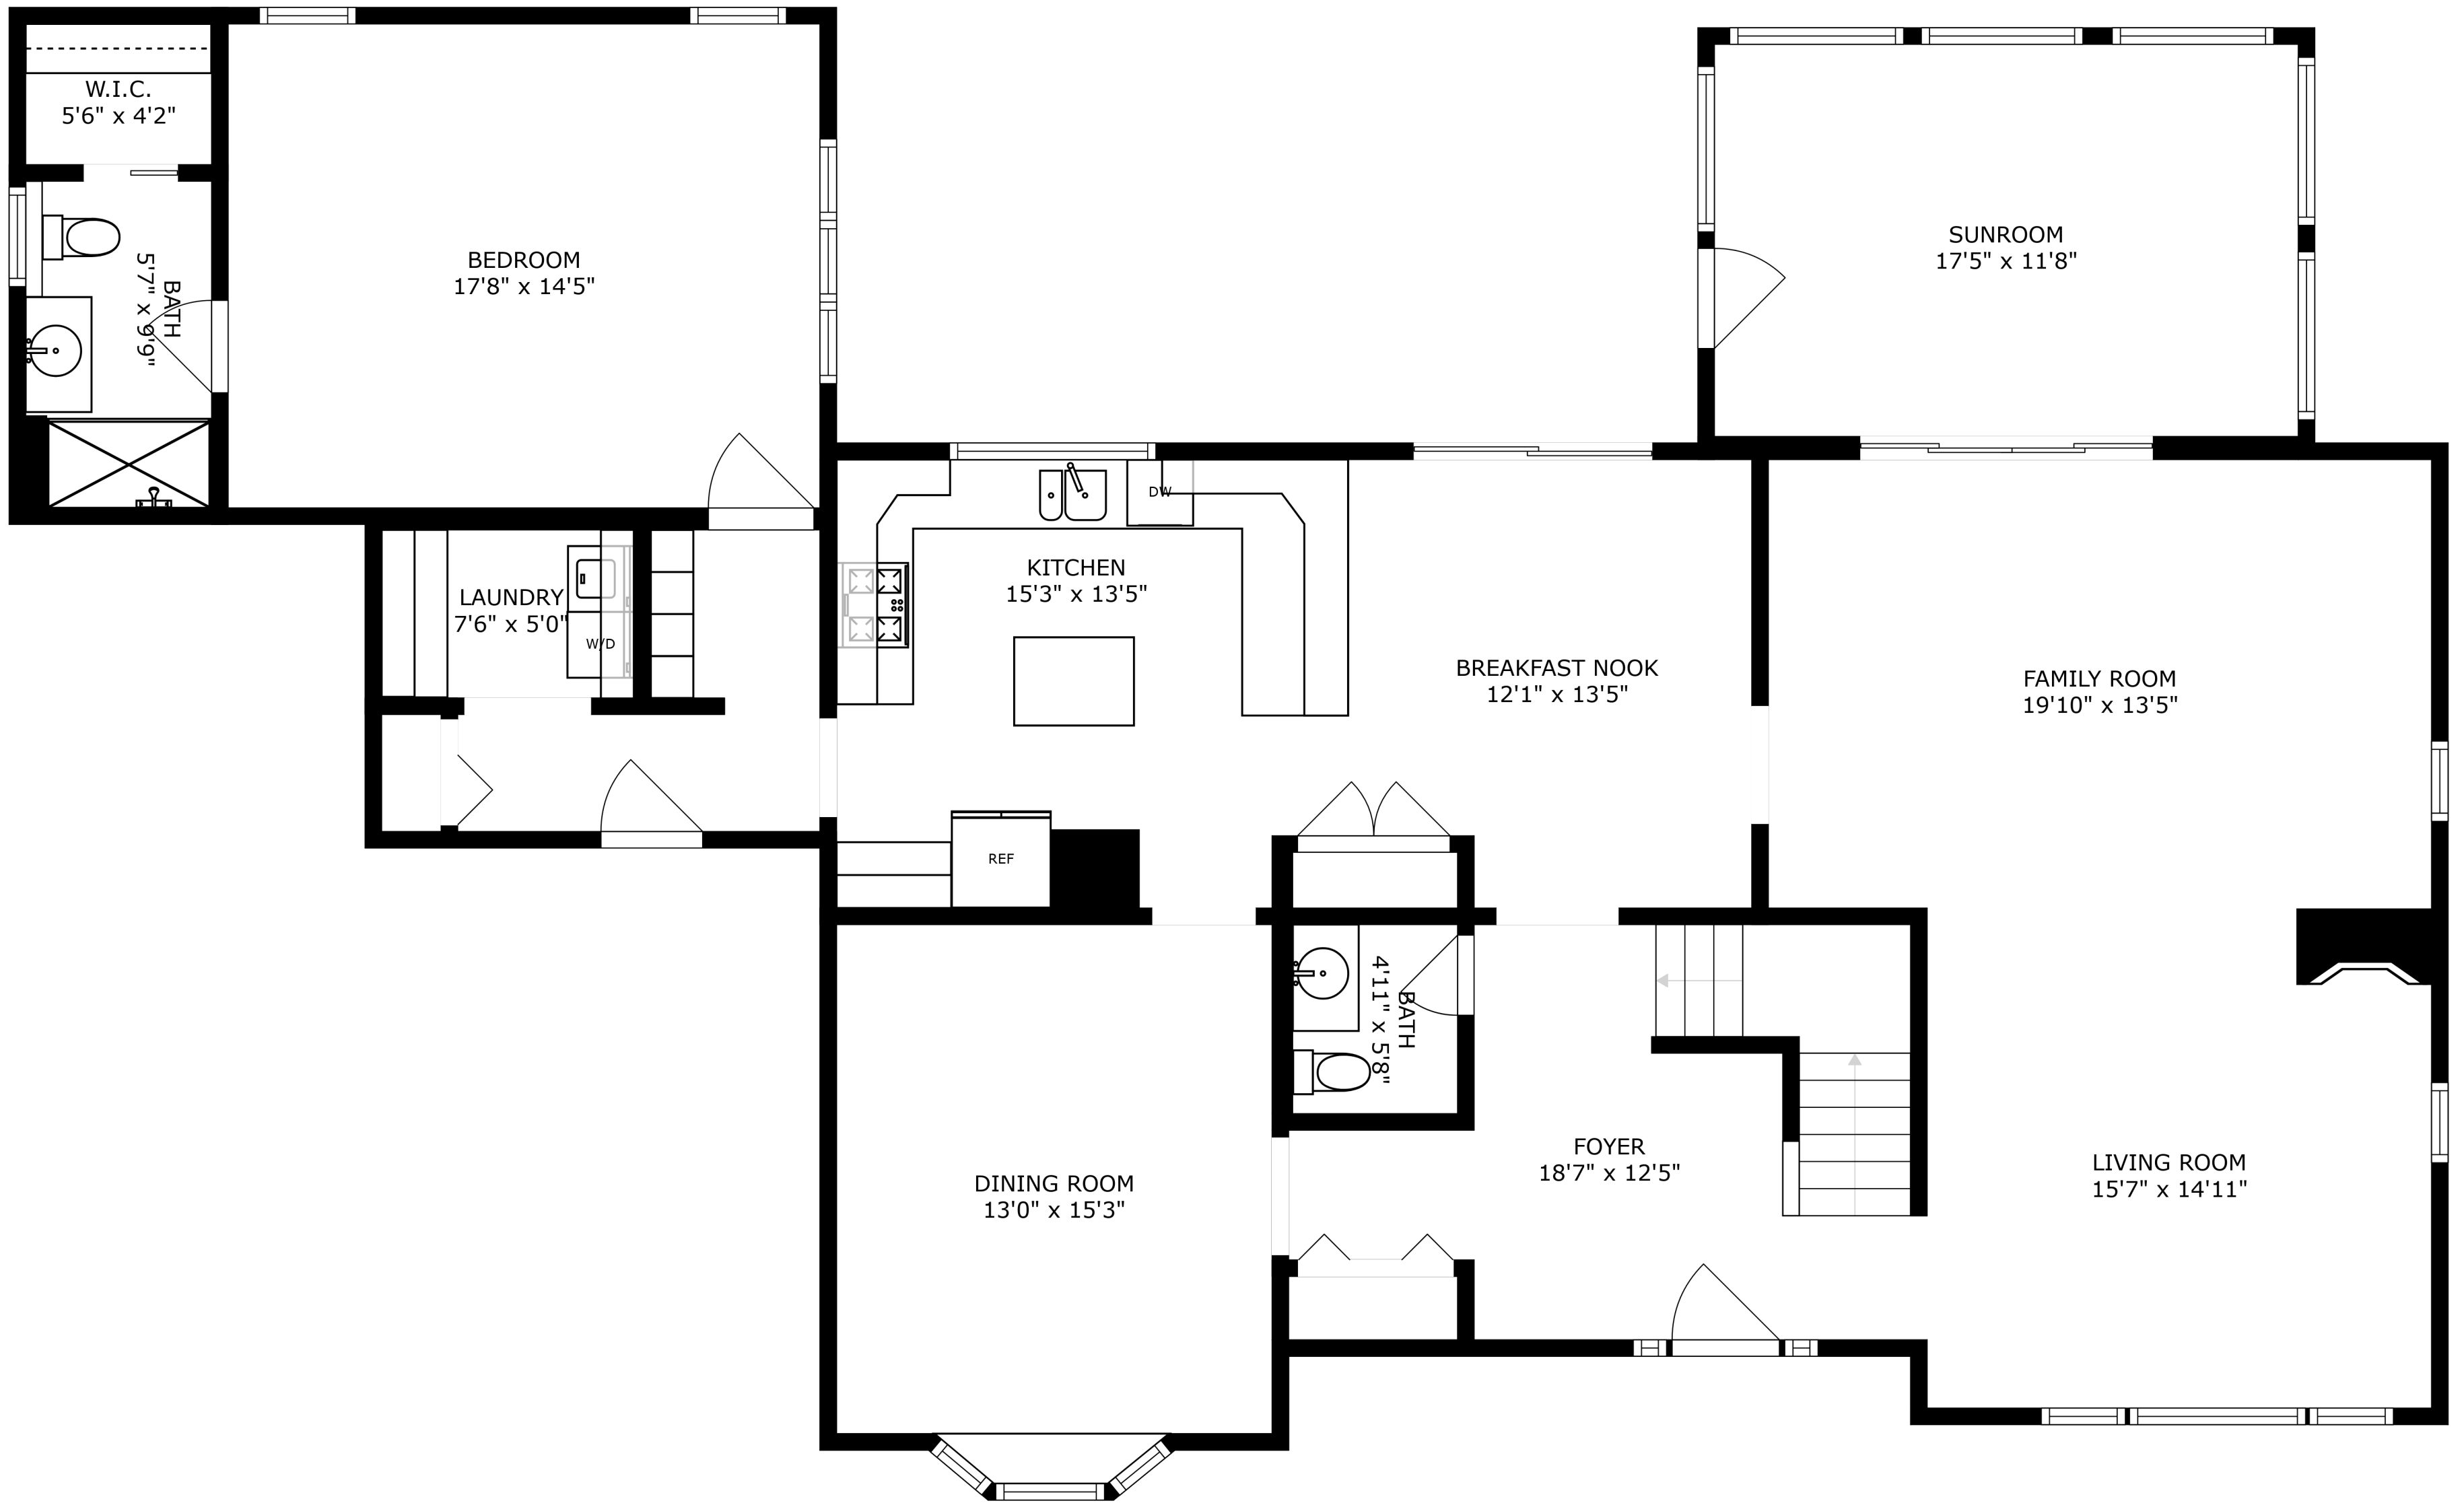 W.I.C.
5'6" x 4'2"
BATH
5'7" x 9'9"
BEDROOM
17'8" x 14'5"
SUNROOM
17'5" x 11'8"
LAUNDRY
7'6" x 5'0"
W/D
KITCHEN
15'3" x 13'5"
DW
REF
BREAKFAST NOOK
12'1" x 13'5"
FAMILY ROOM
19'10" x 13'5"
BATH
4'11" x 5'8"
DINING ROOM
13'0" x 15'3"
FOYER
18'7" x 12'5"
LIVING ROOM
15'7" x 14'11"